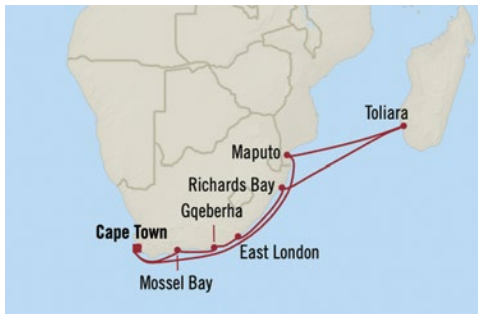 Toliara
Maputo
Richards Bay
Gqeberha
Cape Town
East London
Mossel Bay